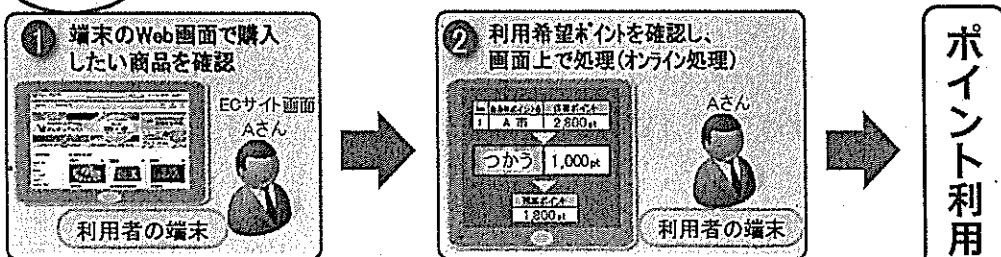 ❶ 端末のWeb画面で購入
したい商品を確認
ECサイト画面
Aさん
利用者の端末
❷ 利用希望ポイントを確認し、
画面上で処理(オンライン処理)
A市 2,800pt
つかう 1,000pt
1,800pt
Aさん
利用者の端末
ポイント利用